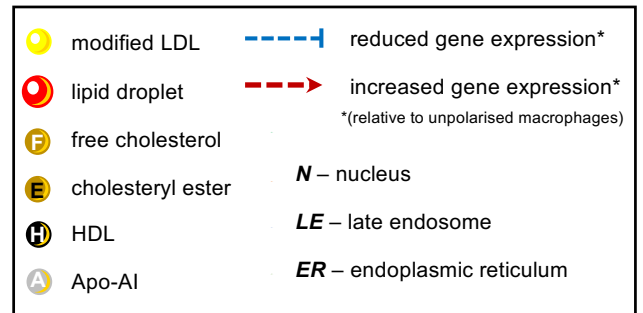 modified LDL
lipid droplet
F free cholesterol
E cholesteryl ester
H HDL
A Apo-AI
reduced gene expression*
increased gene expression*
*(relative to unpolarised macrophages)
N – nucleus
LE – late endosome
ER – endoplasmic reticulum